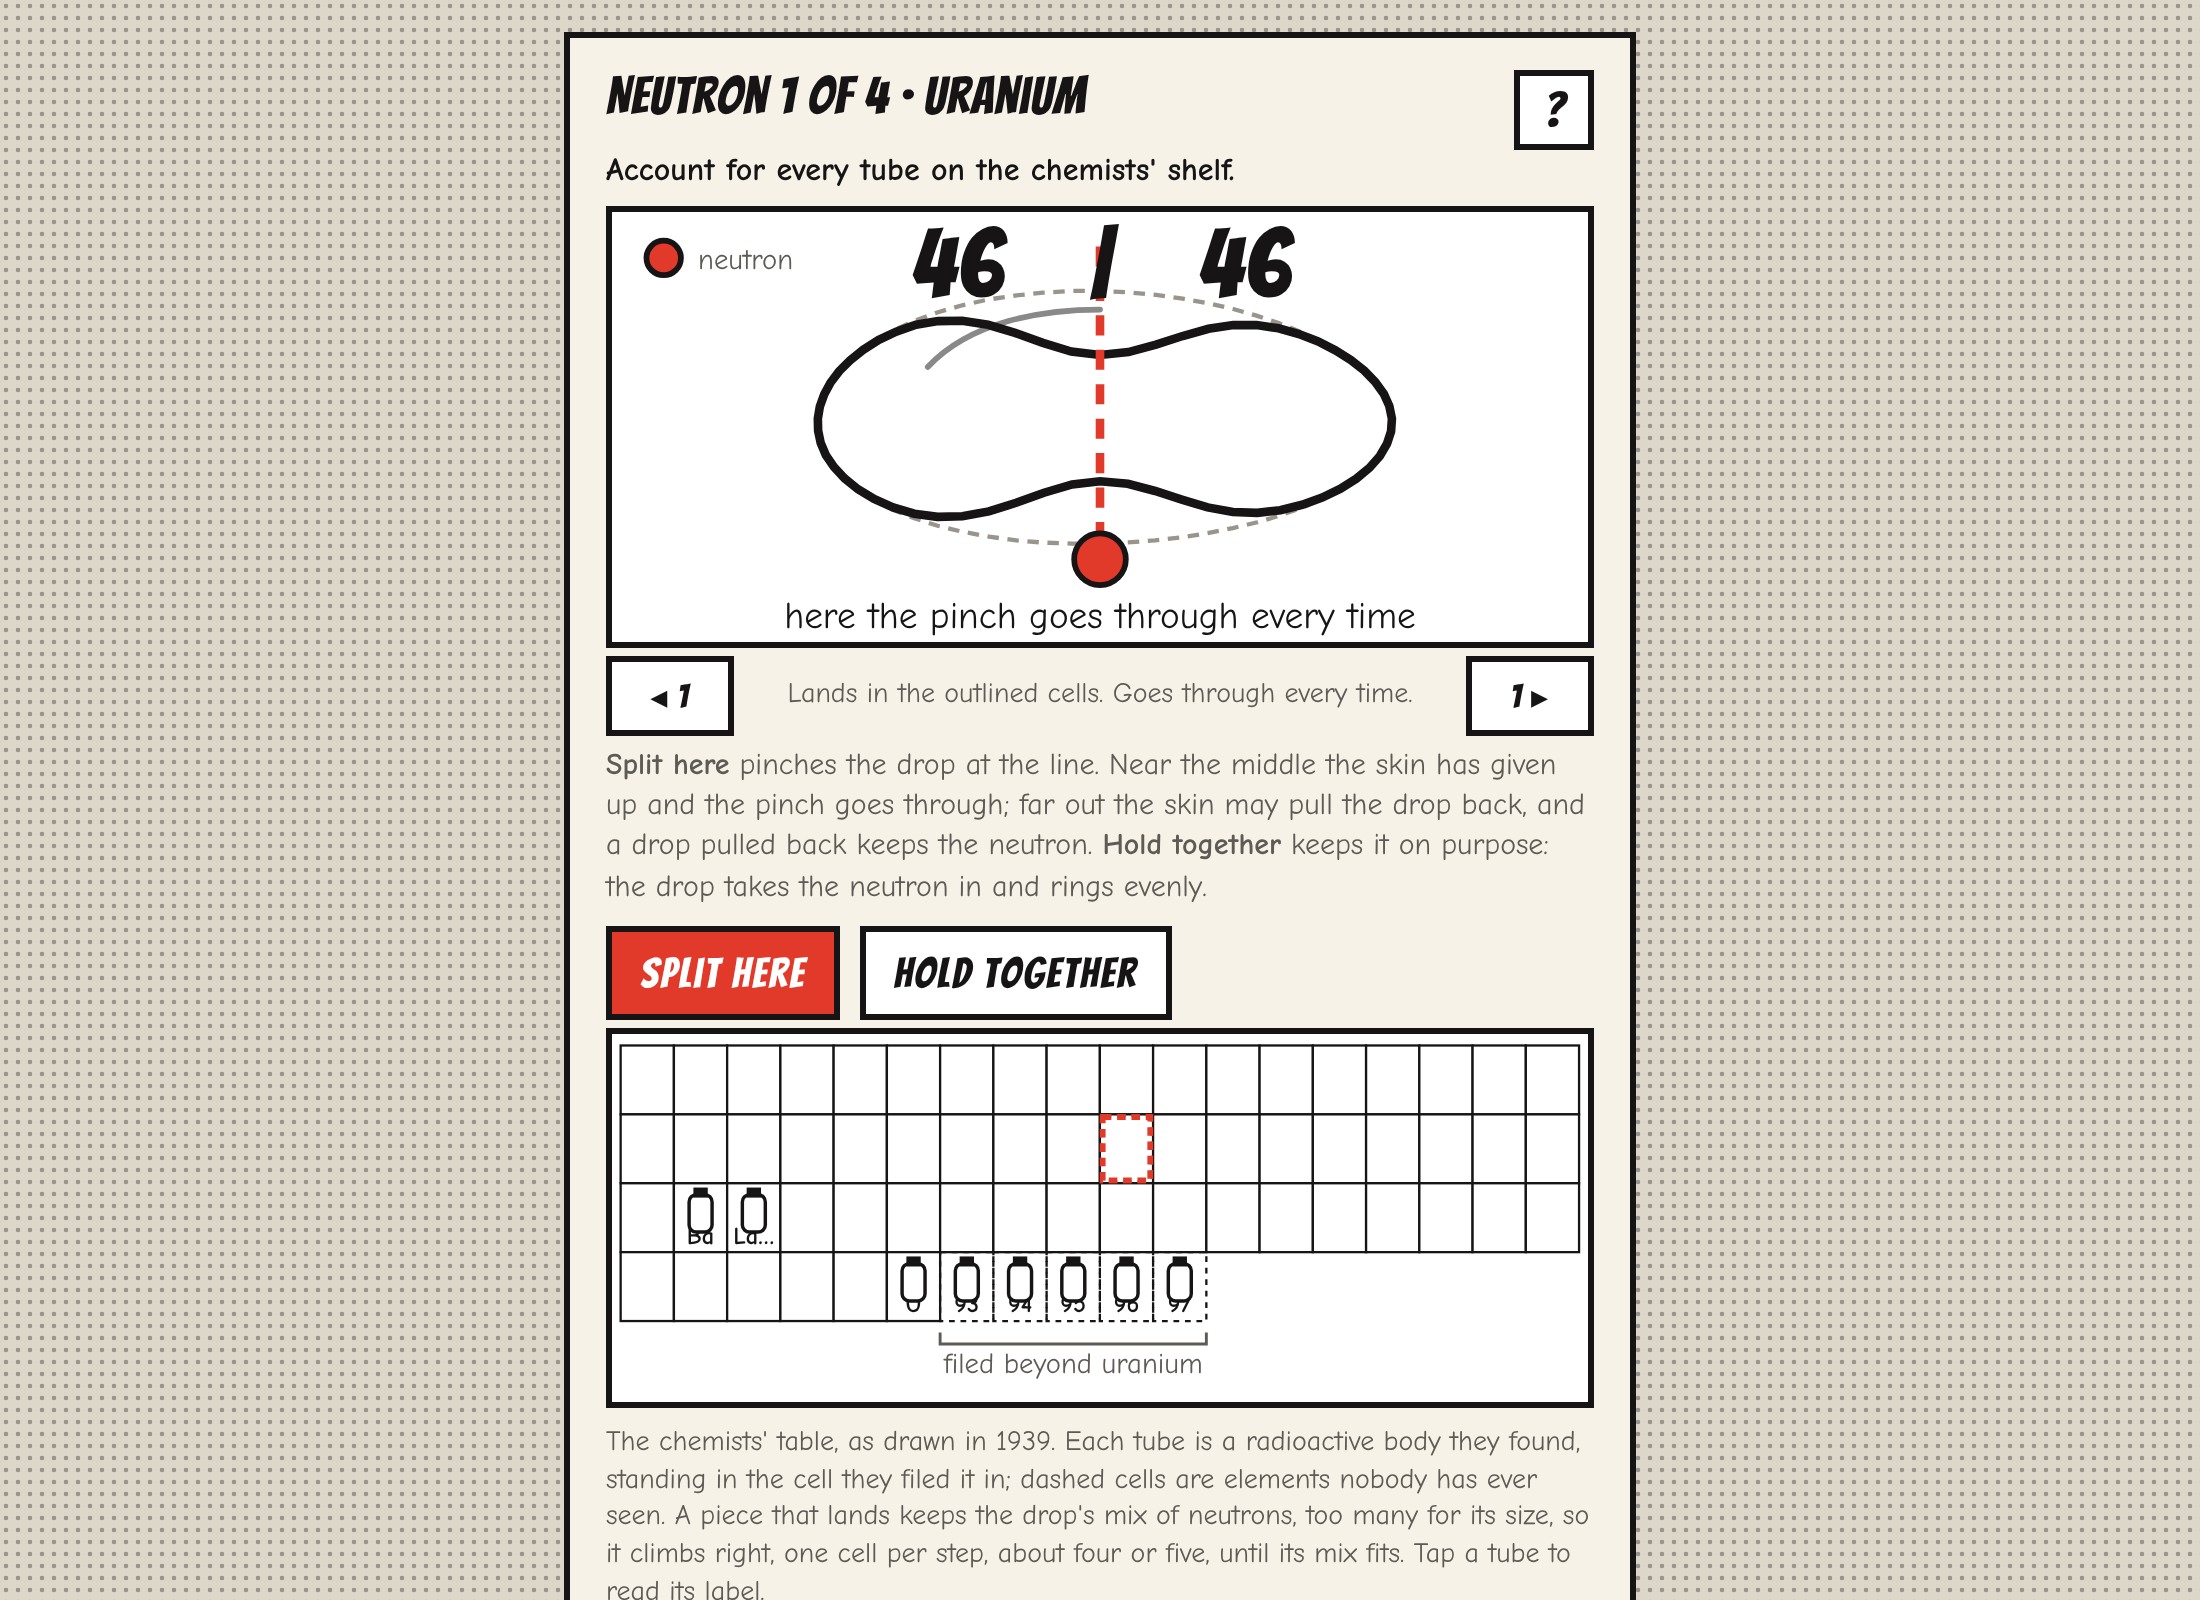 NEUTRON 1 OF 4 · URANIUM
?
Account for every tube on the chemists' shelf.
neutron
46 / 46
here the pinch goes through every time
◀ 1
Lands in the outlined cells. Goes through every time.
1 ▶
Split here pinches the drop at the line. Near the middle the skin has given
up and the pinch goes through; far out the skin may pull the drop back, and
a drop pulled back keeps the neutron. Hold together keeps it on purpose:
the drop takes the neutron in and rings evenly.
SPLIT HERE
HOLD TOGETHER
Ba La...
U 93 94 95 96 97
filed beyond uranium
The chemists' table, as drawn in 1939. Each tube is a radioactive body they found,
standing in the cell they filed it in; dashed cells are elements nobody has ever
seen. A piece that lands keeps the drop's mix of neutrons, too many for its size, so
it climbs right, one cell per step, about four or five, until its mix fits. Tap a tube to
read its label.